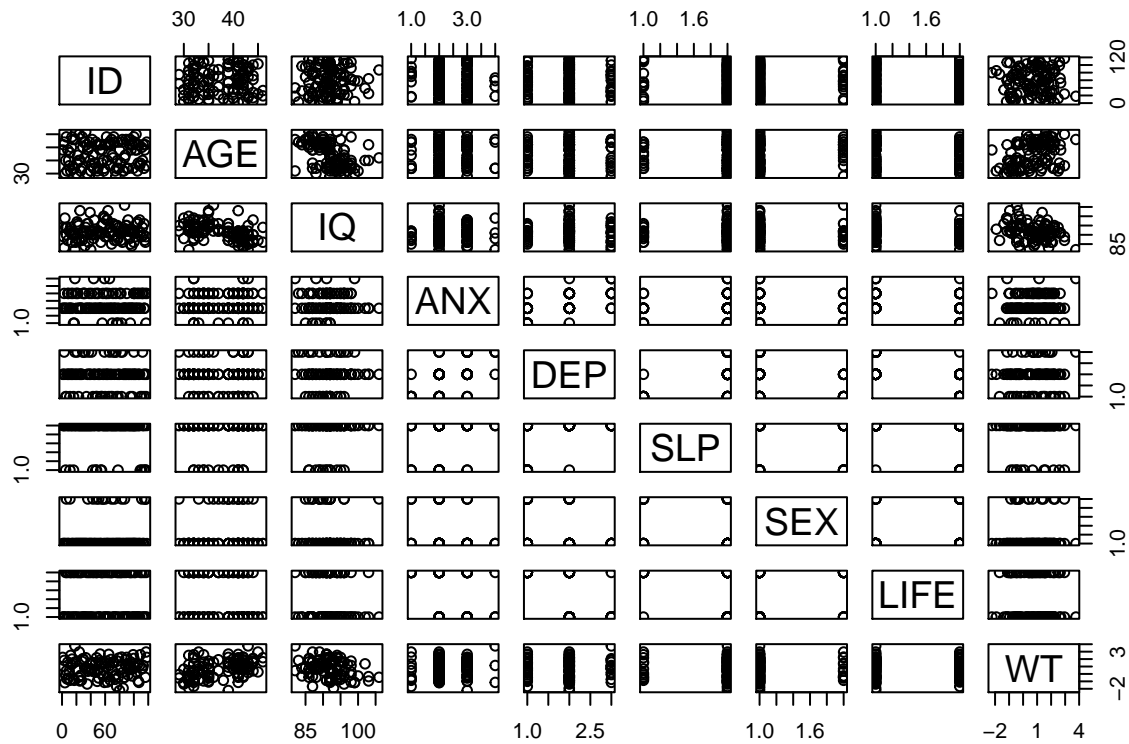 30 40 1.0 3.0 1.0 1.6 1.0 1.6
ID 0 120
30 AGE
IQ 85
1.0 ANX
DEP 1.0
1.0 SLP
SEX 1.0
1.0 LIFE
WT -2 3
0 60 85 100 1.0 2.5 1.0 1.6 -2 1 4